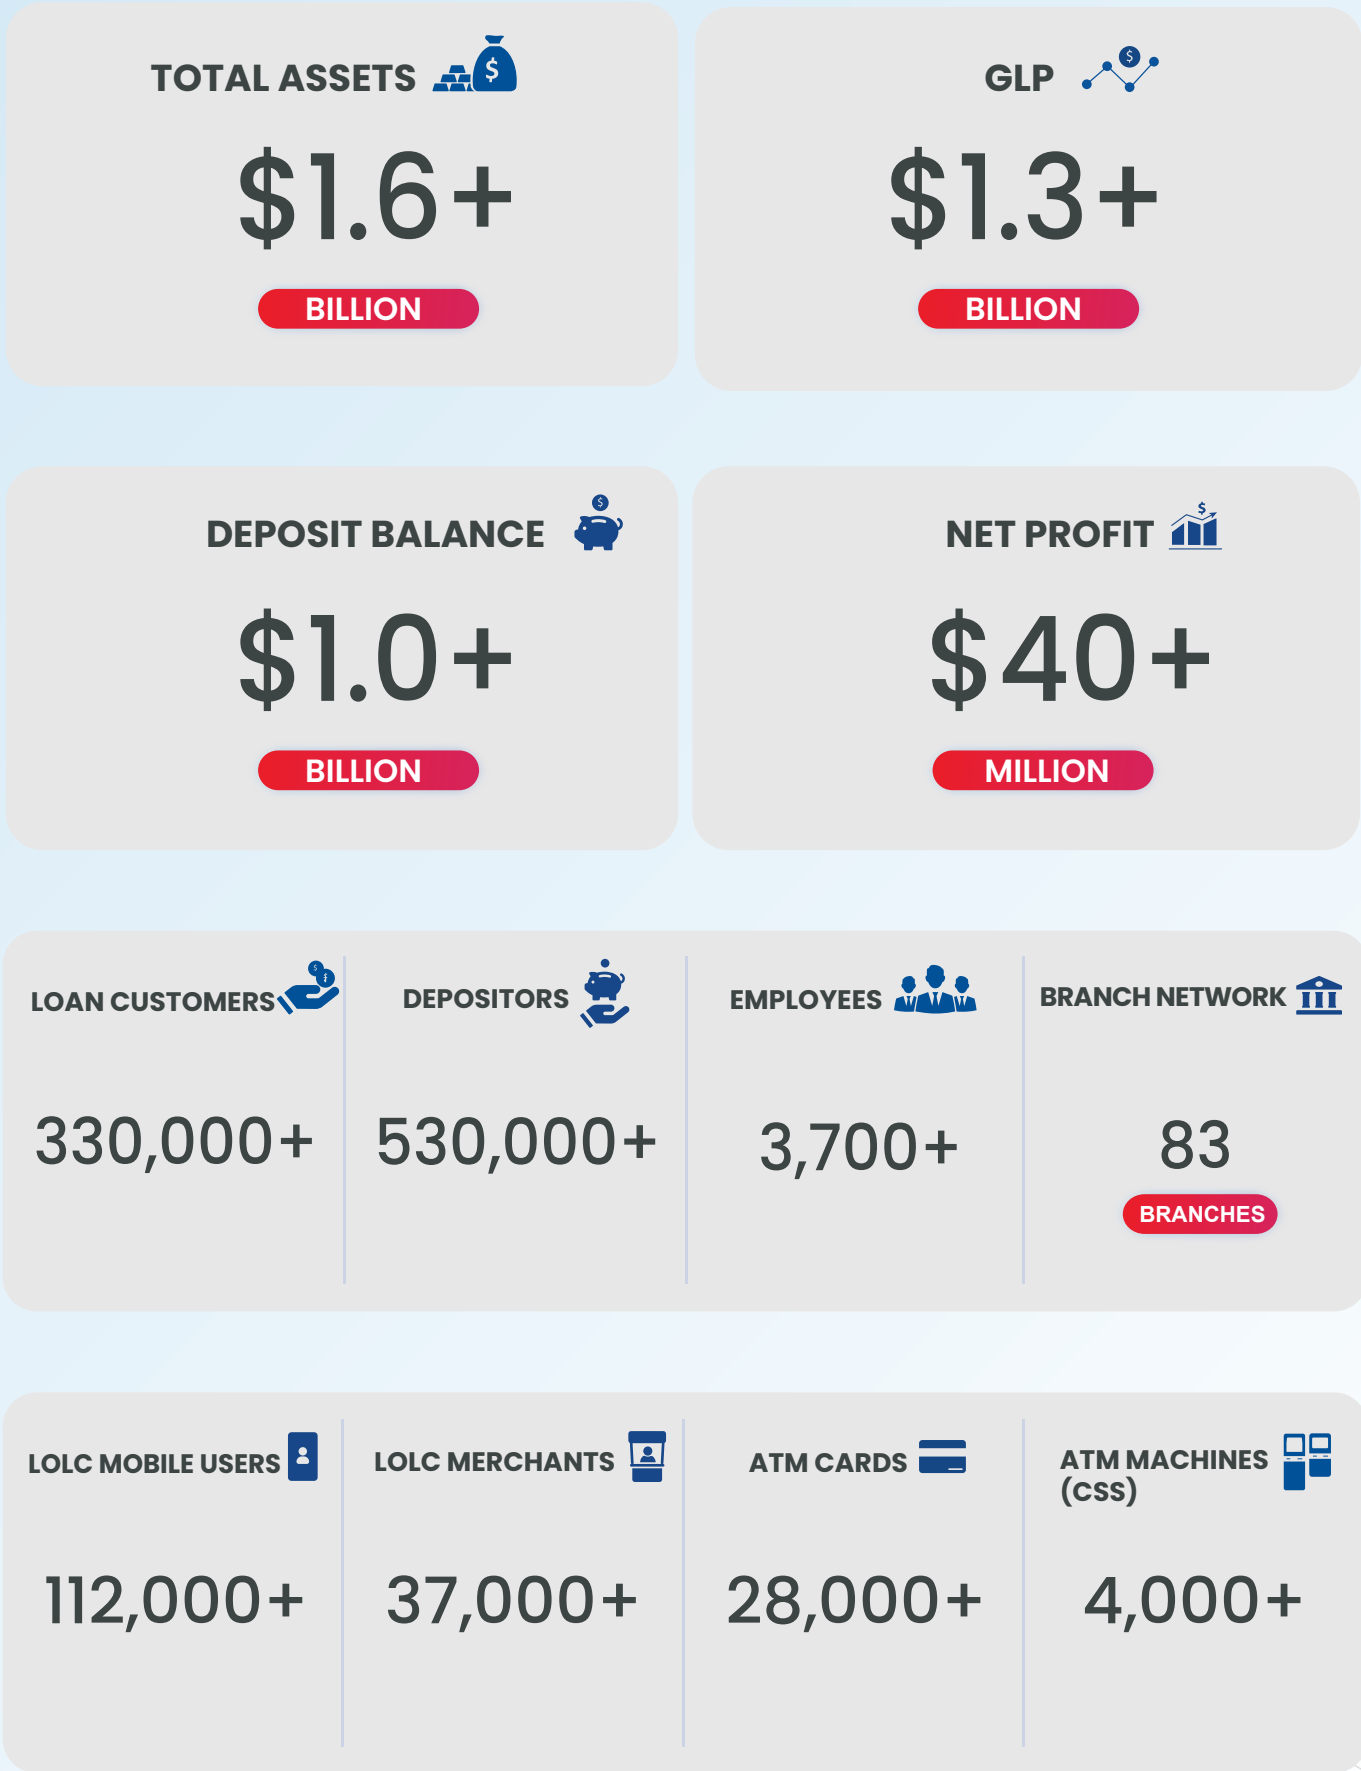 TOTAL ASSETS
$1.6+
BILLION
GLP
$1.3+
BILLION
DEPOSIT BALANCE
$1.0+
BILLION
NET PROFIT
$40+
MILLION
LOAN CUSTOMERS
330,000+
DEPOSITORS
530,000+
EMPLOYEES
3,700+
BRANCH NETWORK
83
BRANCHES
LOLC MOBILE USERS
112,000+
LOLC MERCHANTS
37,000+
ATM CARDS
28,000+
ATM MACHINES
(CSS)
4,000+